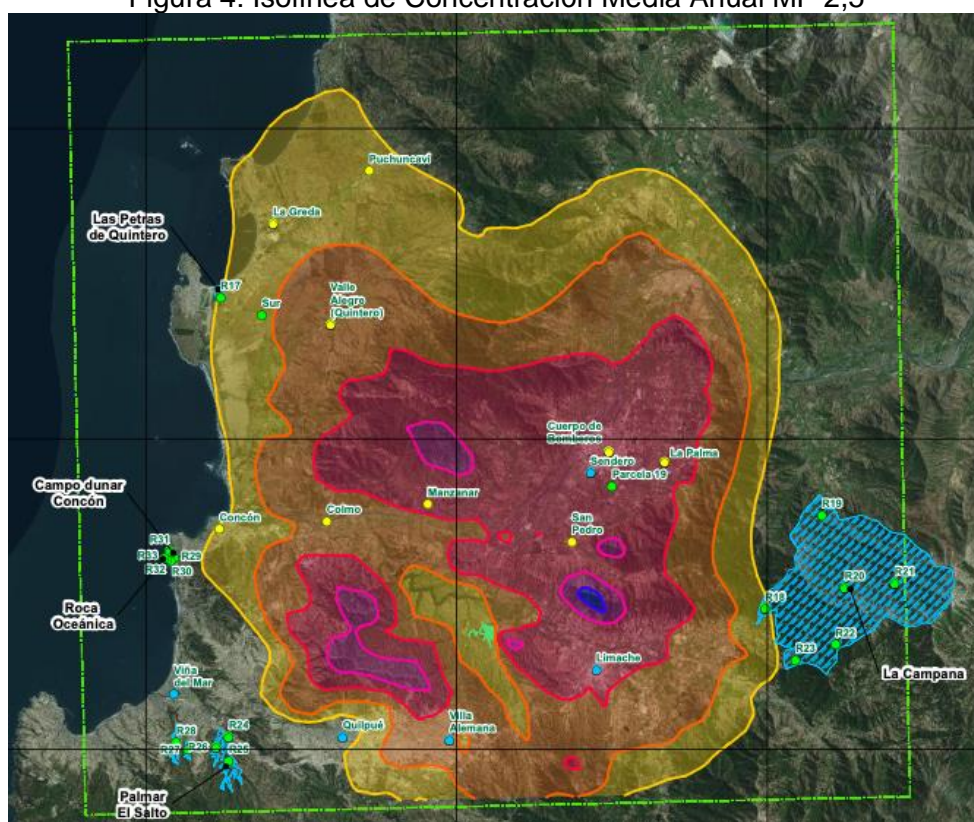 Figura 4. Isolínea de Concentración Media Anual MP 2,5
Puchuncaví
La Greda
Las Petras
de Quintero
R17
Sur
Valle
Alegre
(Quintero)
Cuerpo de
Bomberos
La Palma
Sendero
Parcela 19
Campo dunar
Concón
Manzanar
Concón
Colmo
San
Pedro
R19
R31
R33
R29
R32
R30
R21
R20
R18
Roca
Oceánica
R22
R23
La Campana
Limache
Viña
del Mar
Quilpué
Villa
Alemana
R28
R24
R27
R26
R25
Palmar
El Salto